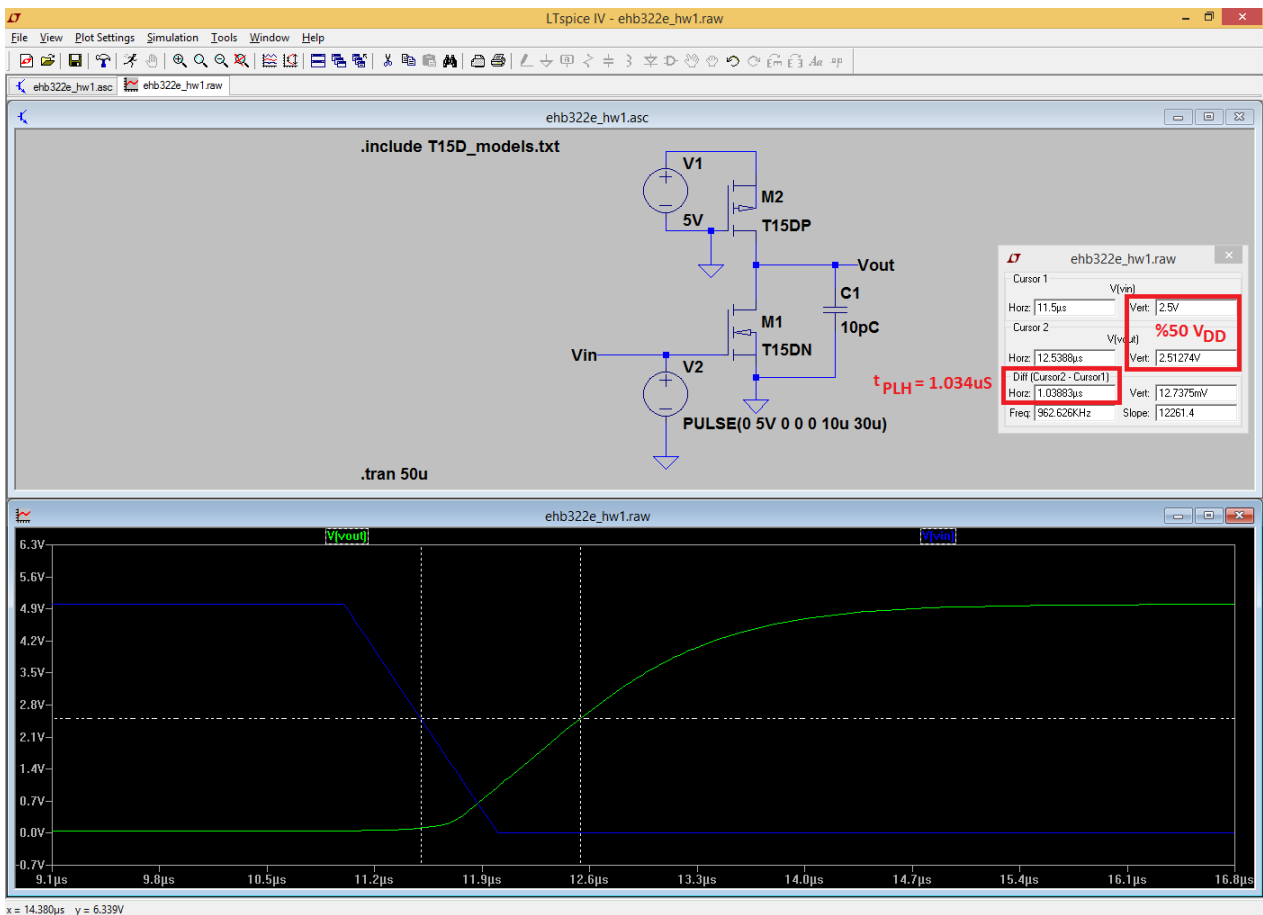 LTspice IV - ehb322e_hw1.raw
File View Plot Settings Simulation Tools Window Help
ehb322e_hw1.asc ehb322e_hw1.raw
ehb322e_hw1.asc
.include T15D_models.txt
V1
5V
M2
T15DP
Vout
C1
10pC
M1
T15DN
Vin
V2
PULSE(0 5V 0 0 0 10u 30u)
.tran 50u
t PLH = 1.034uS
ehb322e_hw1.raw
Cursor 1
V(vin)
Horz: 11.5µs Vert: 2.5V
%50 VDD
Cursor 2
V(vout)
Horz: 12.5388µs Vert: 2.51274V
Diff (Cursor2 - Cursor1)
Horz: 1.03883µs Vert: 12.7375mV
Freq: 962.626KHz Slope: 12261.4
ehb322e_hw1.raw
V(vout) V(vin)
6.3V
5.6V
4.9V
4.2V
3.5V
2.8V
2.1V
1.4V
0.7V
0.0V
-0.7V
9.1µs 9.8µs 10.5µs 11.2µs 11.9µs 12.6µs 13.3µs 14.0µs 14.7µs 15.4µs 16.1µs 16.8µs
x = 14.380µs y = 6.339V